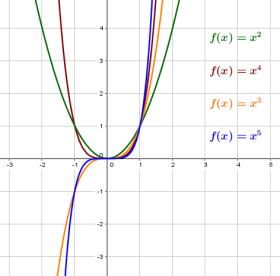 f(x) = x²
f(x) = x⁴
f(x) = x³
f(x) = x⁵
4
3
2
1
0
-3 -2 -1 0 1 2 3 4 5
-1
-2
-3